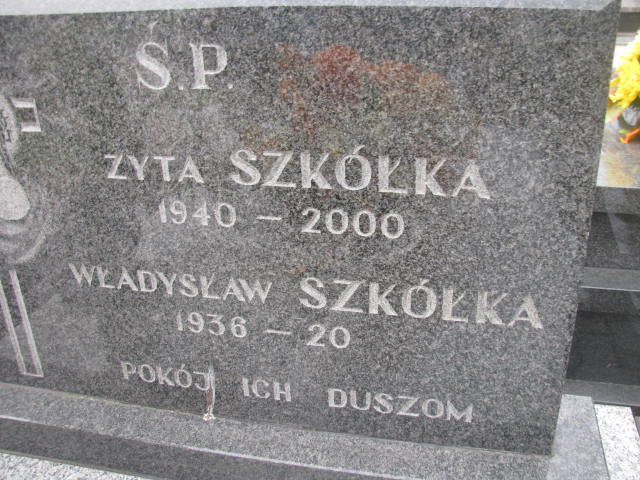 Ś.P.
ZYTA SZKÓŁKA
1940 – 2000
WŁADYSŁAW SZKÓŁKA
1936 – 20
POKÓJ ICH DUSZOM